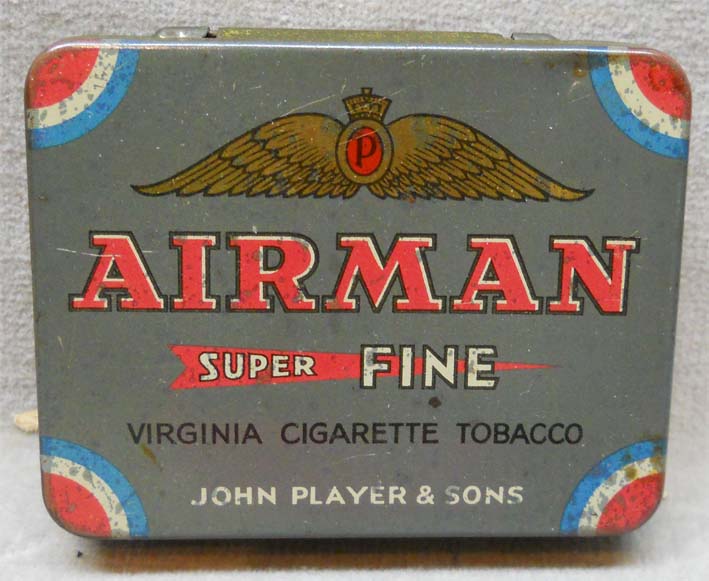 P
AIRMAN
SUPER FINE
VIRGINIA CIGARETTE TOBACCO
JOHN PLAYER & SONS